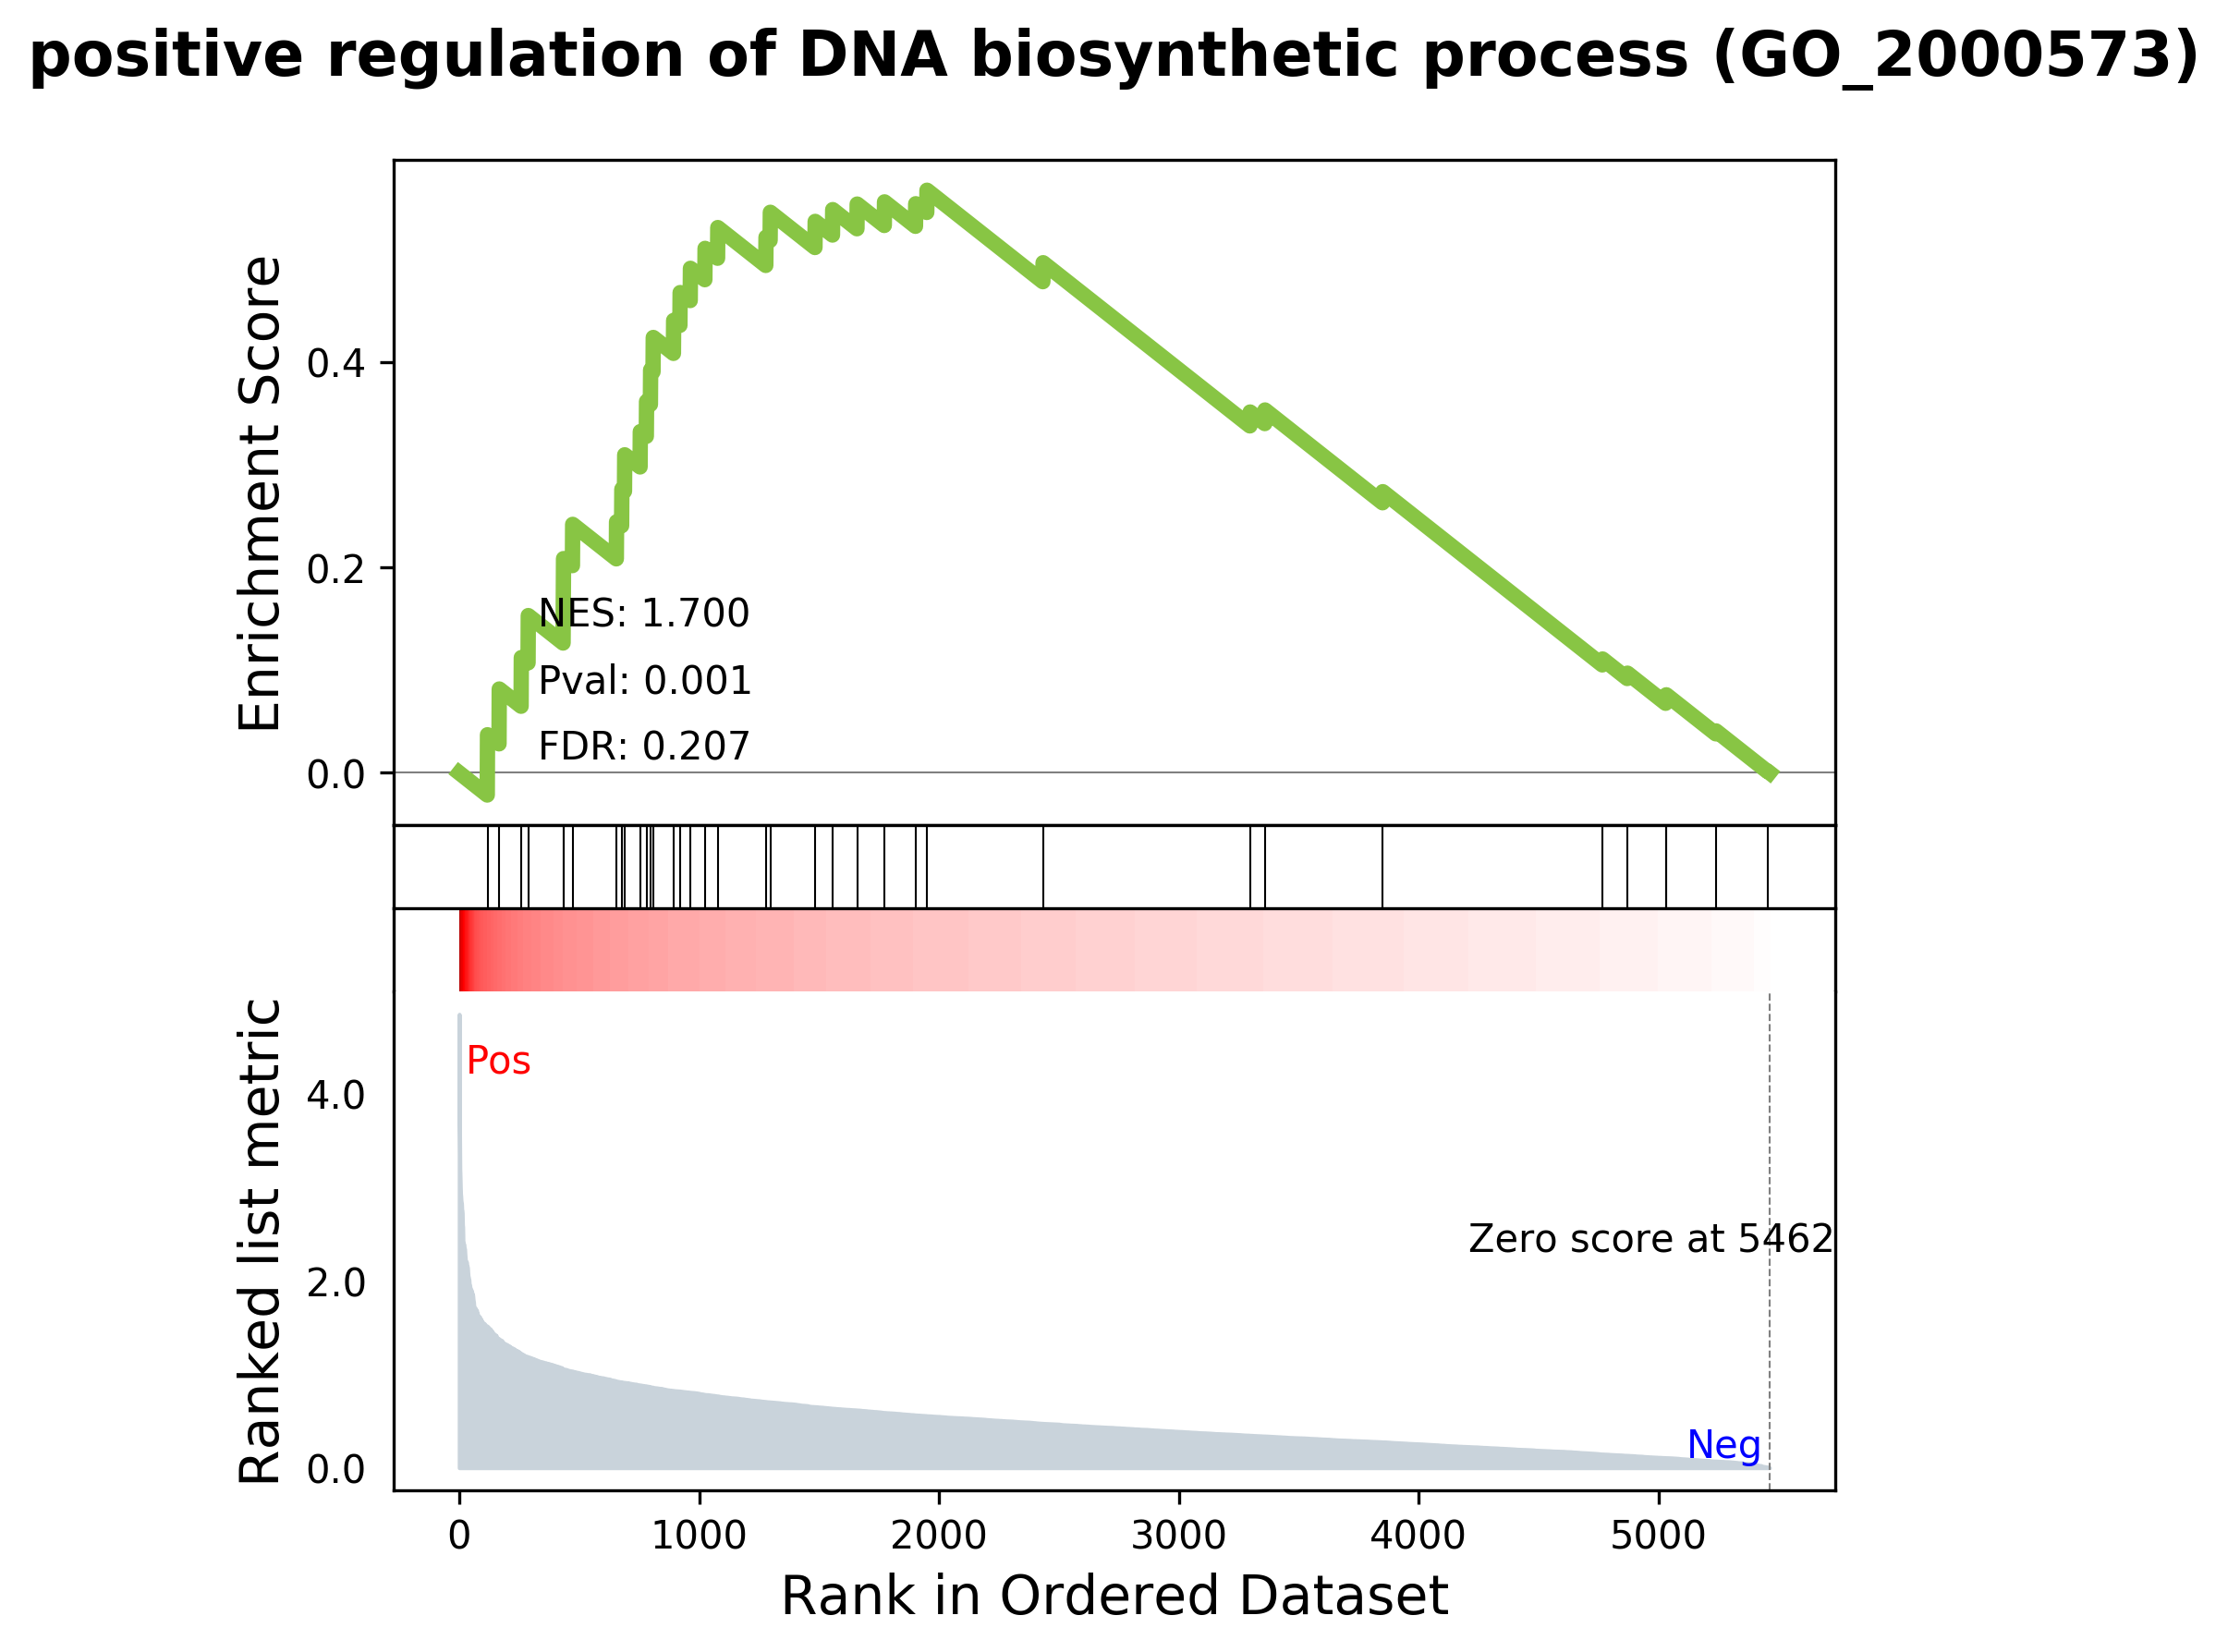 positive regulation of DNA biosynthetic process (GO_2000573)
Enrichment Score
0.4
0.2
0.0
NES: 1.700
Pval: 0.001
FDR: 0.207
Ranked list metric
4.0
2.0
0.0
Pos
Zero score at 5462
Neg
0 1000 2000 3000 4000 5000
Rank in Ordered Dataset